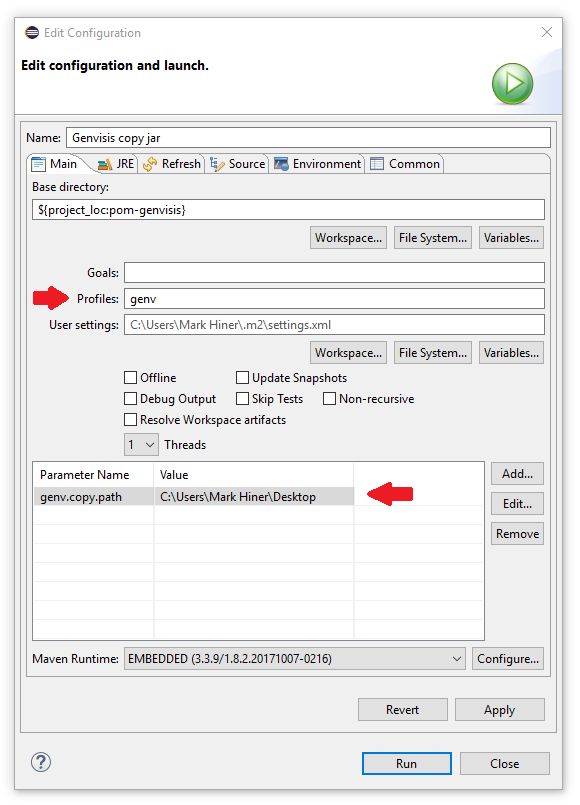 Edit Configuration
Edit configuration and launch.
Name: Genvisis copy jar
Main JRE Refresh Source Environment Common
Base directory:
${project_loc:pom-genvisis}
Workspace... File System... Variables...
Goals:
Profiles: genv
User settings: C:\Users\Mark Hiner\.m2\settings.xml
Workspace... File System... Variables...
Offline Update Snapshots
Debug Output Skip Tests Non-recursive
Resolve Workspace artifacts
1 Threads
Parameter Name Value Add...
genv.copy.path C:\Users\Mark Hiner\Desktop
Edit...
Remove
Maven Runtime: EMBEDDED (3.3.9/1.8.2.20171007-0216) Configure...
Revert Apply
? Run Close